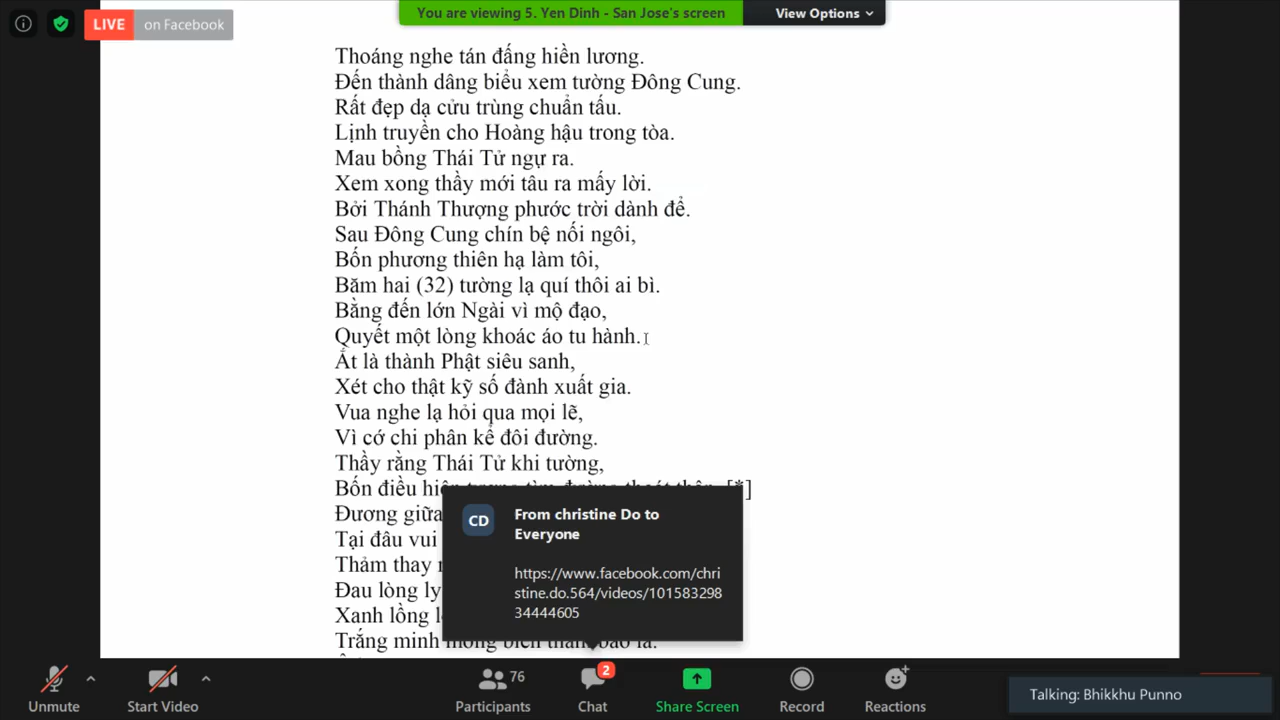 LIVE on Facebook
You are viewing 5. Yen Dinh - San Jose's screen
View Options
Thoáng nghe tán đấng hiền lương.
Đến thành dâng biểu xem tường Đông Cung.
Rất đẹp dạ cửu trùng chuẩn tấu.
Lịnh truyền cho Hoàng hậu trong tòa.
Mau bồng Thái Tử ngự ra.
Xem xong thầy mới tâu ra mấy lời.
Bởi Thánh Thượng phước trời dành để.
Sau Đông Cung chín bệ nối ngôi,
Bốn phương thiên hạ làm tôi,
Băm hai (32) tường lạ quí thôi ai bì.
Bằng đến lớn Ngài vì mộ đạo,
Quyết một lòng khoác áo tu hành.
Ắt là thành Phật siêu sanh,
Xét cho thật kỹ số đành xuất gia.
Vua nghe lạ hỏi qua mọi lẽ,
Vì cớ chi phân kể đôi đường.
Thầy rằng Thái Tử khi tường,
Bốn điều
Đương giữa
Tại đâu vui
Thảm thay
Đau lòng ly
Xanh lồng
Trắng minh
CD
From christine Do to
Everyone
https://www.facebook.com/chri
stine.do.564/videos/101583298
34444605
Unmute
Start Video
76
Participants
2
Chat
Share Screen
Record
Reactions
Talking: Bhikkhu Punno